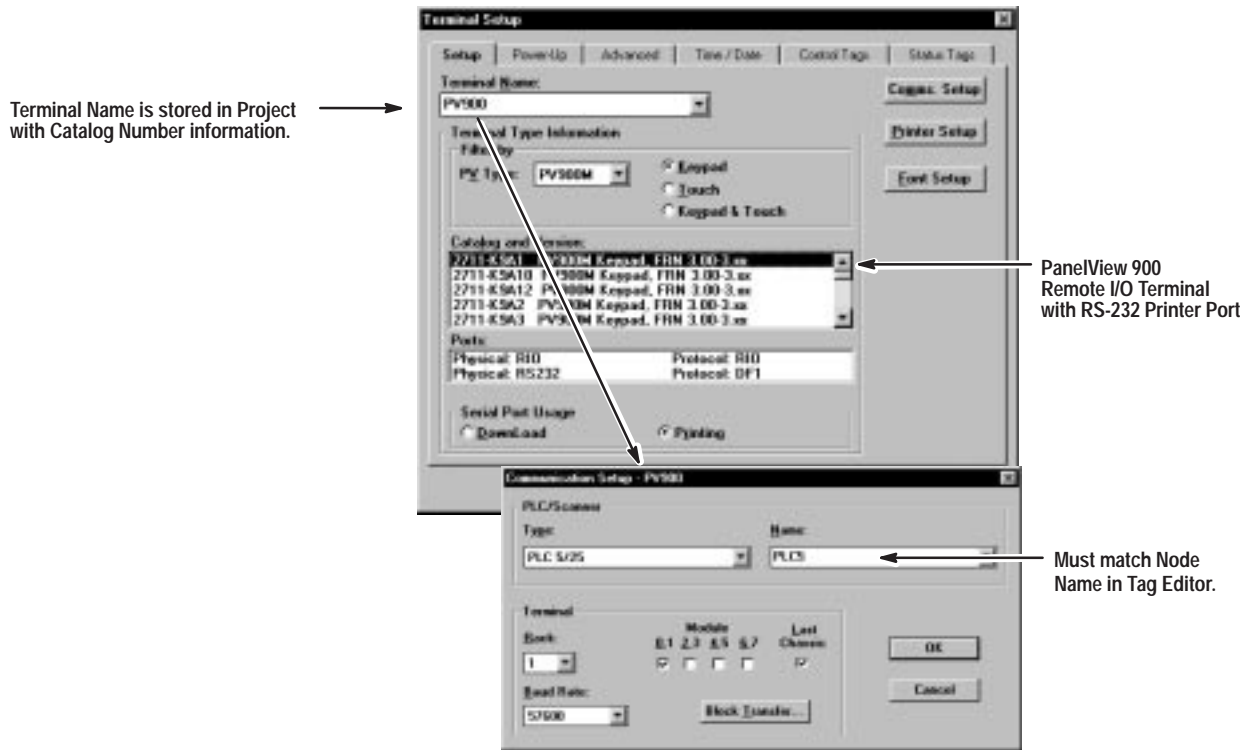 Terminal Setup
Setup Power-Up Advanced Time / Date Control Tags Status Tags
Terminal Name:
PV900
Comms. Setup
Printer Setup
Font Setup
Terminal Name is stored in Project
with Catalog Number information.
Terminal Type Information
Filter by
PV Type: PV900M
Keypad
Touch
Keypad & Touch
Catalog and Version:
2711-K9A1 PV900M Keypad, FRN 3.00-3.xx
2711-K9A10 PV900M Keypad, FRN 3.00-3.xx
2711-K9A12 PV900M Keypad, FRN 3.00-3.xx
2711-K9A2 PV900M Keypad, FRN 3.00-3.xx
2711-K9A3 PV900M Keypad, FRN 3.00-3.xx
PanelView 900
Remote I/O Terminal
with RS-232 Printer Port
Ports:
Physical: RIO Protocol: RIO
Physical: RS232 Protocol: DF1
Serial Port Usage
DownLoad Printing
Communication Setup - PV900
PLC/Scanner
Type: Name:
PLC 5/25 PLC5
Must match Node
Name in Tag Editor.
Terminal
Rack:
1
Module
0,1 2,3 4,5 6,7
Last
Chassis:
Baud Rate:
57600
Block Transfer...
OK
Cancel